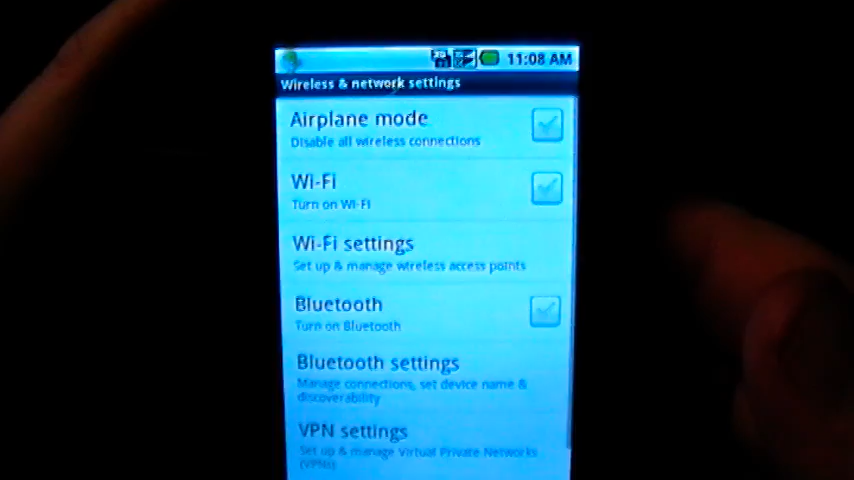 11:08 AM
Wireless & network settings
Airplane mode
Disable all wireless connections
Wi-Fi
Turn on Wi-Fi
Wi-Fi settings
Set up & manage wireless access points
Bluetooth
Turn on Bluetooth
Bluetooth settings
Manage connections, set device name &
discoverability
VPN settings
Set up & manage Virtual Private Networks
(VPNs)